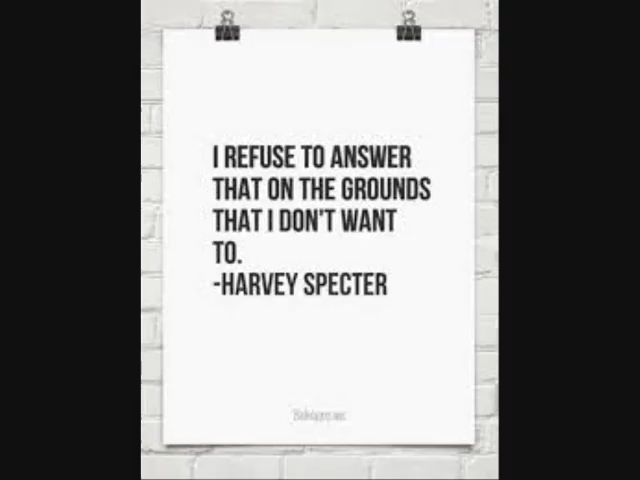 I REFUSE TO ANSWER
THAT ON THE GROUNDS
THAT I DON'T WANT
TO.
-HARVEY SPECTER